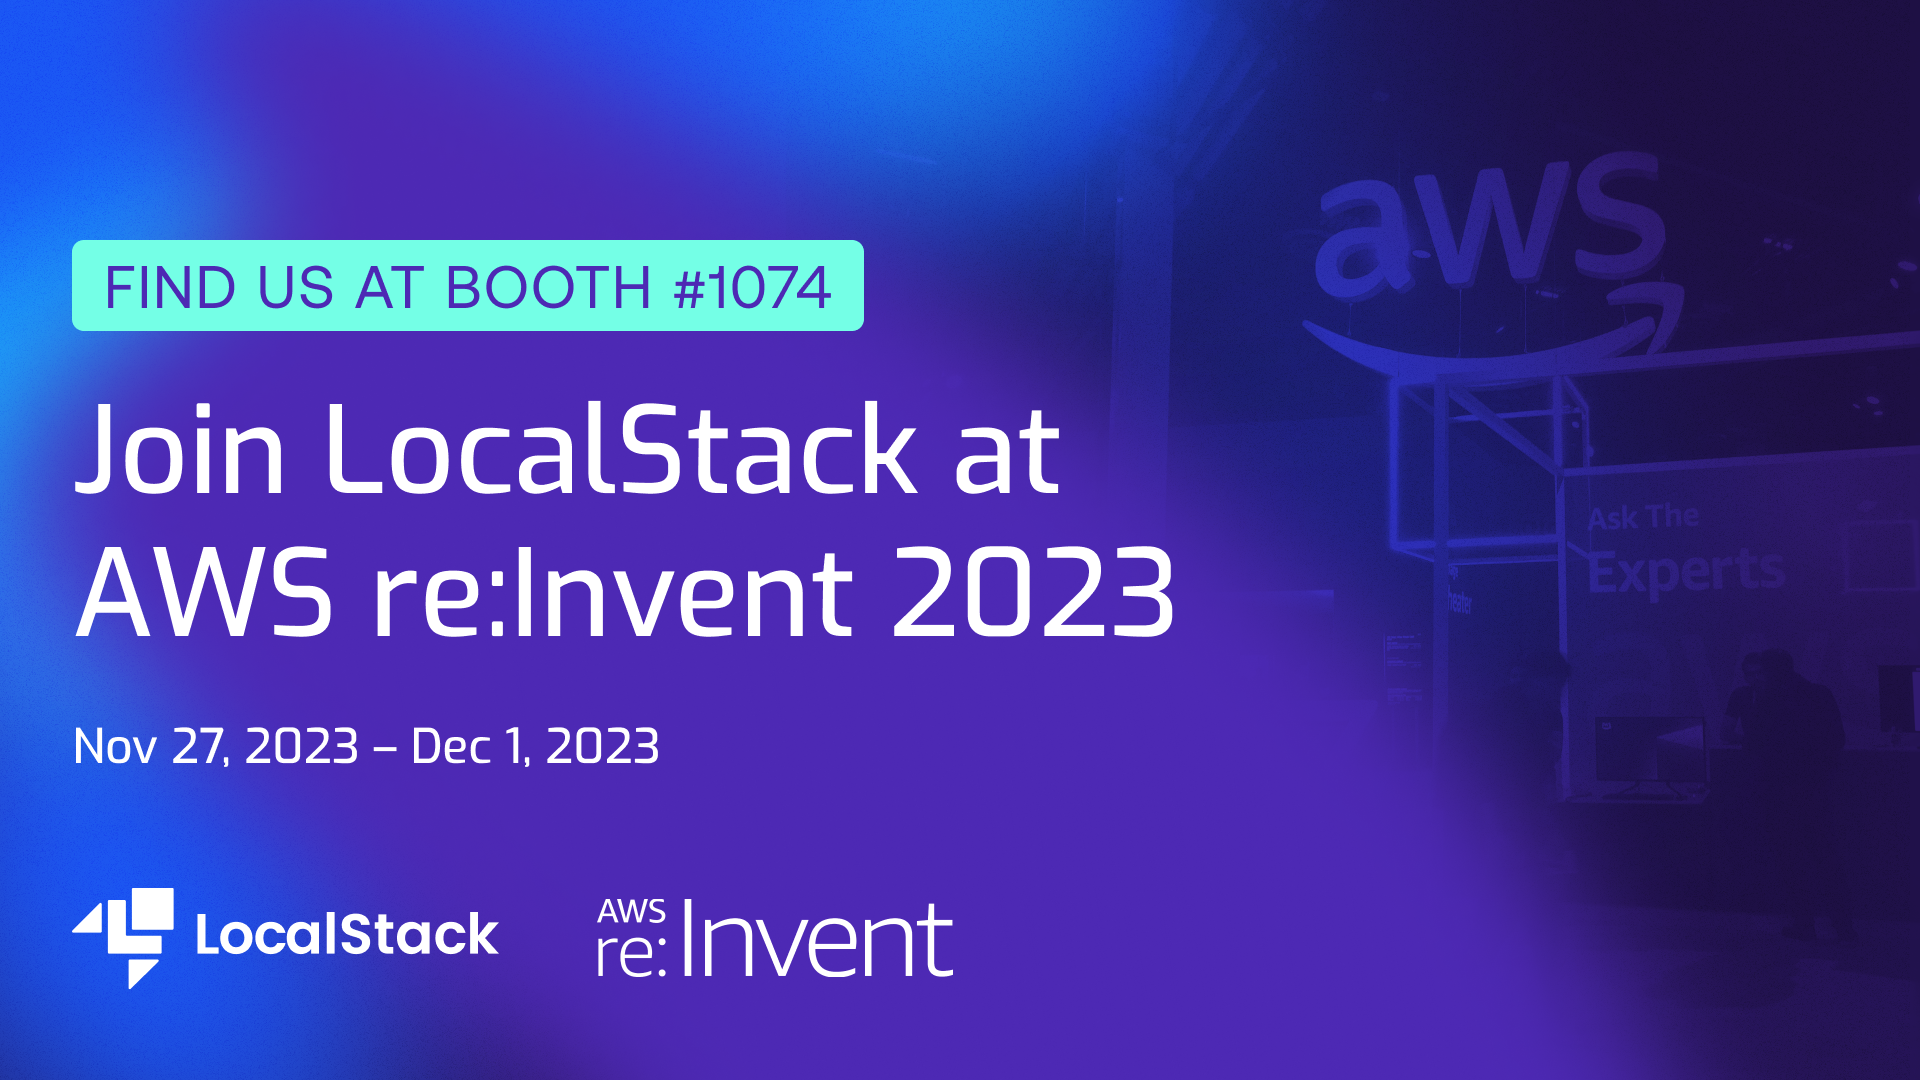 FIND US AT BOOTH #1074
Join LocalStack at
AWS re:Invent 2023
Nov 27, 2023 – Dec 1, 2023
LocalStack
AWS
re:Invent
aws
Ask The
Experts